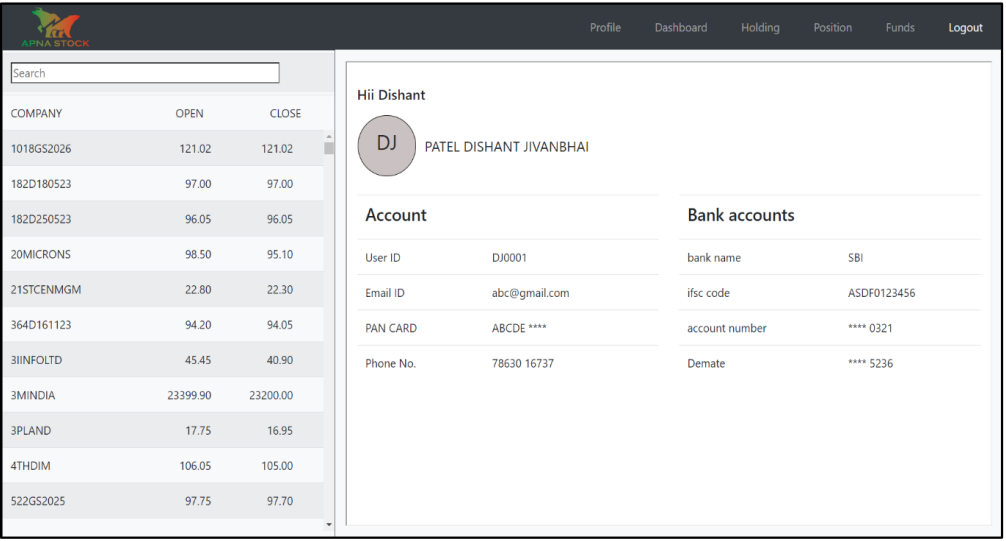 APNA STOCK
Profile Dashboard Holding Position Funds Logout
Search
COMPANY OPEN CLOSE
1018GS2026 121.02 121.02
182D180523 97.00 97.00
182D250523 96.05 96.05
20MICRONS 98.50 95.10
21STCENMGM 22.80 22.30
364D161123 94.20 94.05
3IINFOLTD 45.45 40.90
3MINDIA 23399.90 23200.00
3PLAND 17.75 16.95
4THDIM 106.05 105.00
522GS2025 97.75 97.70
Hii Dishant
DJ PATEL DISHANT JIVANBHAI
Account
User ID DJ0001
Email ID abc@gmail.com
PAN CARD ABCDE ****
Phone No. 78630 16737
Bank accounts
bank name SBI
ifsc code ASDF0123456
account number **** 0321
Demate **** 5236